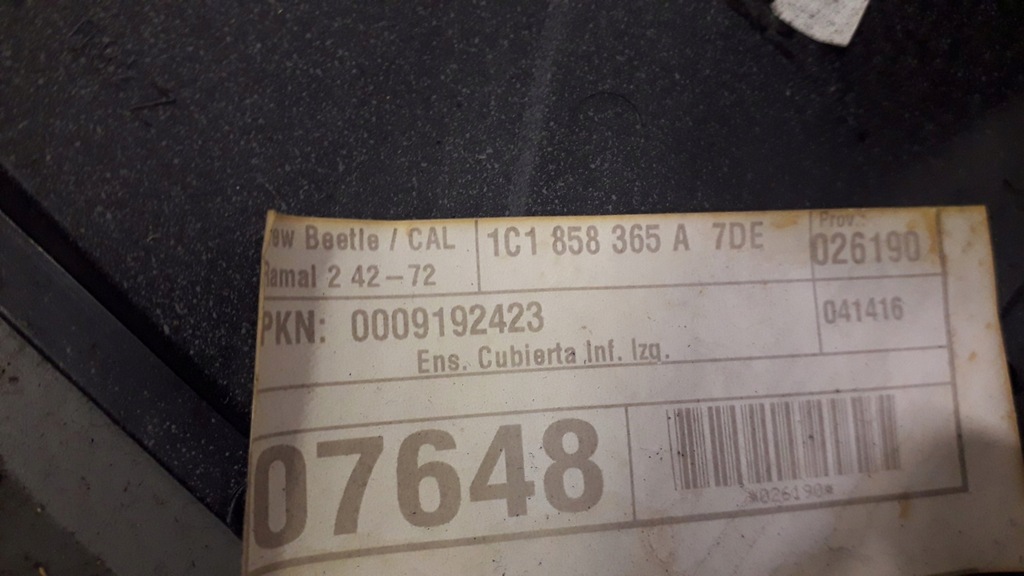 ew Beetle / CAL
Ramal 2 42-72
1C1 858 365 A 7DE
Prov.
026190
PKN: 0009192423
041416
Ens. Cubierta Inf. Izq.
07648
*026190*